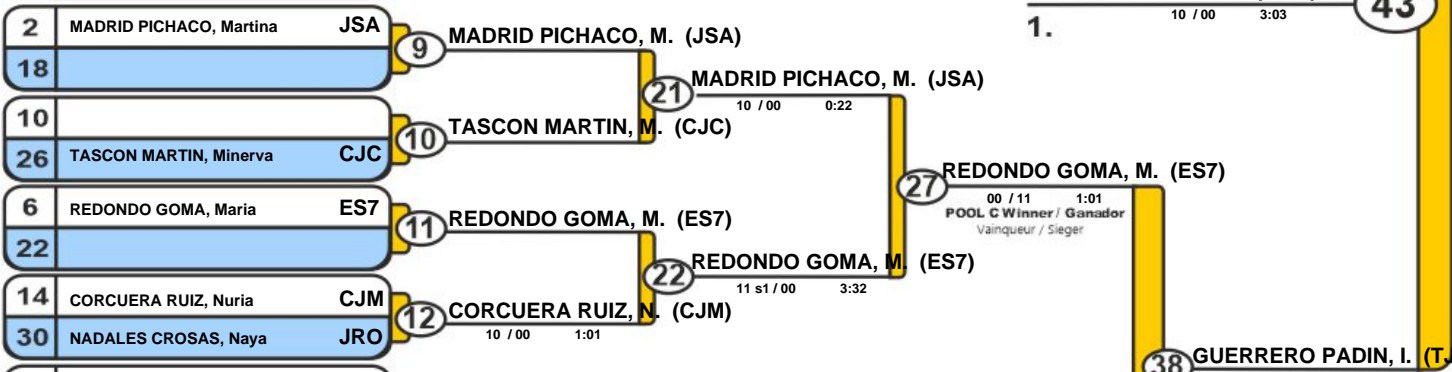 2 MADRID PICHACO, Martina JSA
18
10
26 TASCON MARTIN, Minerva CJC
6 REDONDO GOMA, Maria ES7
22
14 CORCUERA RUIZ, Nuria CJM
30 NADALES CROSAS, Naya JRO
9 MADRID PICHACO, M. (JSA)
10 TASCON MARTIN, M. (CJC)
11 REDONDO GOMA, M. (ES7)
12 CORCUERA RUIZ, N. (CJM)
10 / 00 1:01
21 MADRID PICHACO, M. (JSA)
10 / 00 0:22
22 REDONDO GOMA, M. (ES7)
11 s1 / 00 3:32
27 REDONDO GOMA, M. (ES7)
00 / 11 1:01
POOL C Winner / Ganador
Vainqueur / Sieger
38 GUERRERO PADIN, I.
43
10 / 00 3:03
1.